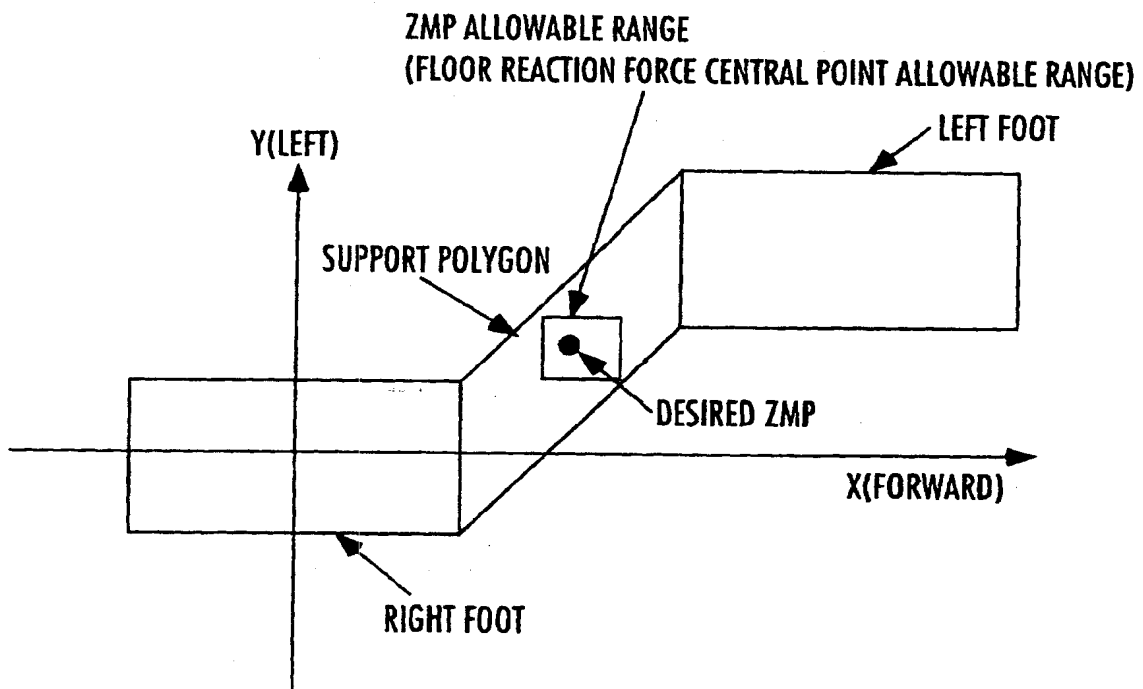 ZMP ALLOWABLE RANGE
(FLOOR REACTION FORCE CENTRAL POINT ALLOWABLE RANGE)
LEFT FOOT
Y(LEFT)
SUPPORT POLYGON
DESIRED ZMP
X(FORWARD)
RIGHT FOOT